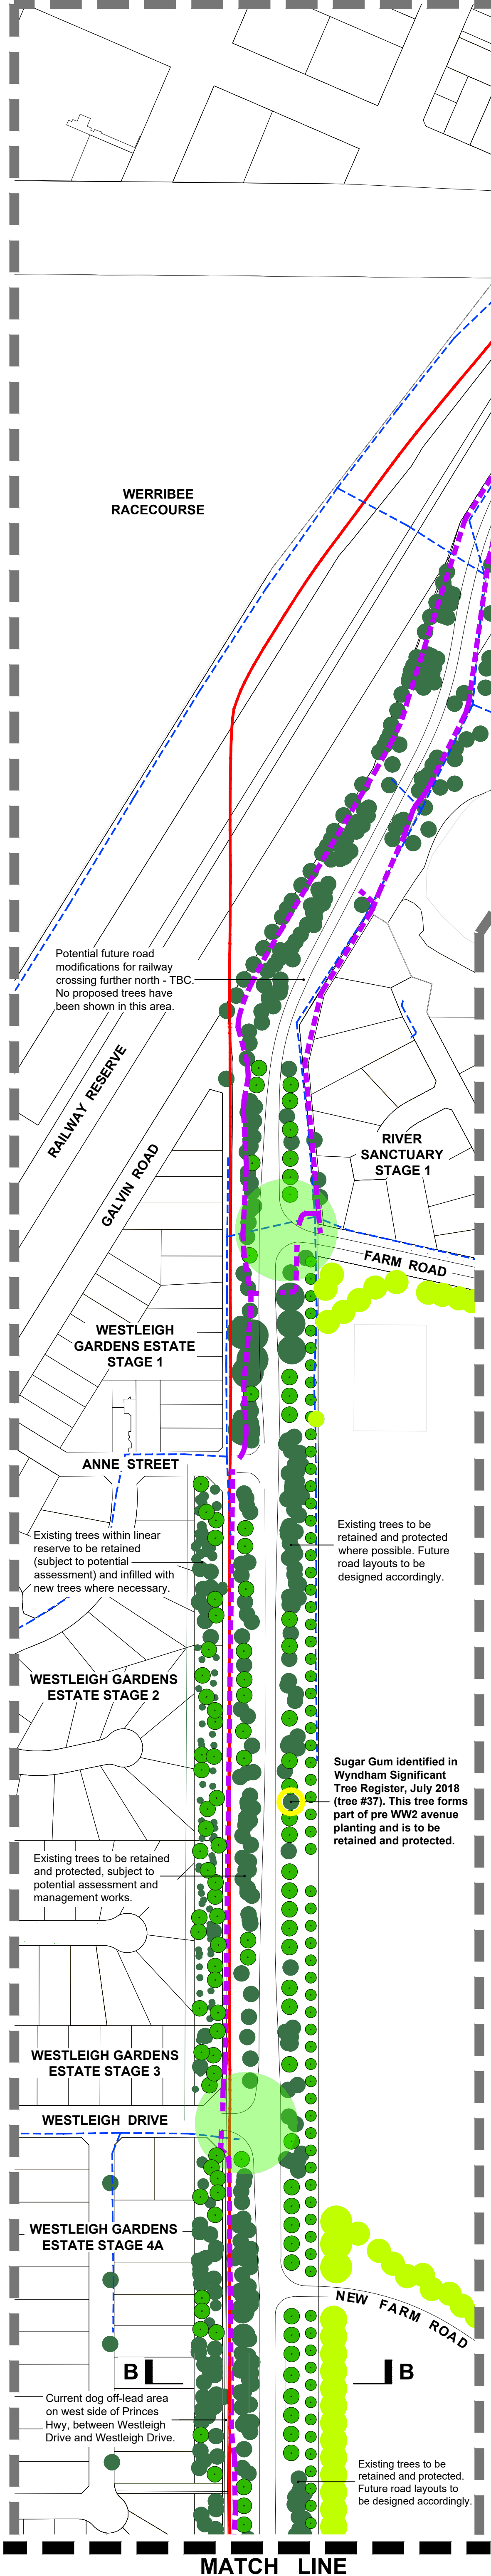 WERRIBEE
RACECOURSE
Potential future road
modifications for railway
crossing further north - TBC.
No proposed trees have
been shown in this area.
RAILWAY RESERVE
GALVIN ROAD
RIVER
SANCTUARY
STAGE 1
FARM ROAD
WESTLEIGH
GARDENS ESTATE
STAGE 1
ANNE STREET
Existing trees within linear
reserve to be retained
(subject to potential
assessment) and infilled with
new trees where necessary.
Existing trees to be
retained and protected
where possible. Future
road layouts to be
designed accordingly.
WESTLEIGH GARDENS
ESTATE STAGE 2
Sugar Gum identified in
Wyndham Significant
Tree Register, July 2018
(tree #37). This tree forms
part of pre WW2 avenue
planting and is to be
retained and protected.
Existing trees to be retained
and protected, subject to
potential assessment and
management works.
WESTLEIGH GARDENS
ESTATE STAGE 3
WESTLEIGH DRIVE
WESTLEIGH GARDENS
ESTATE STAGE 4A
NEW FARM ROAD
B
B
Current dog off-lead area
on west side of Princes
Hwy, between Westleigh
Drive and Westleigh Drive.
Existing trees to be
retained and protected.
Future road layouts to
be designed accordingly.
MATCH LINE